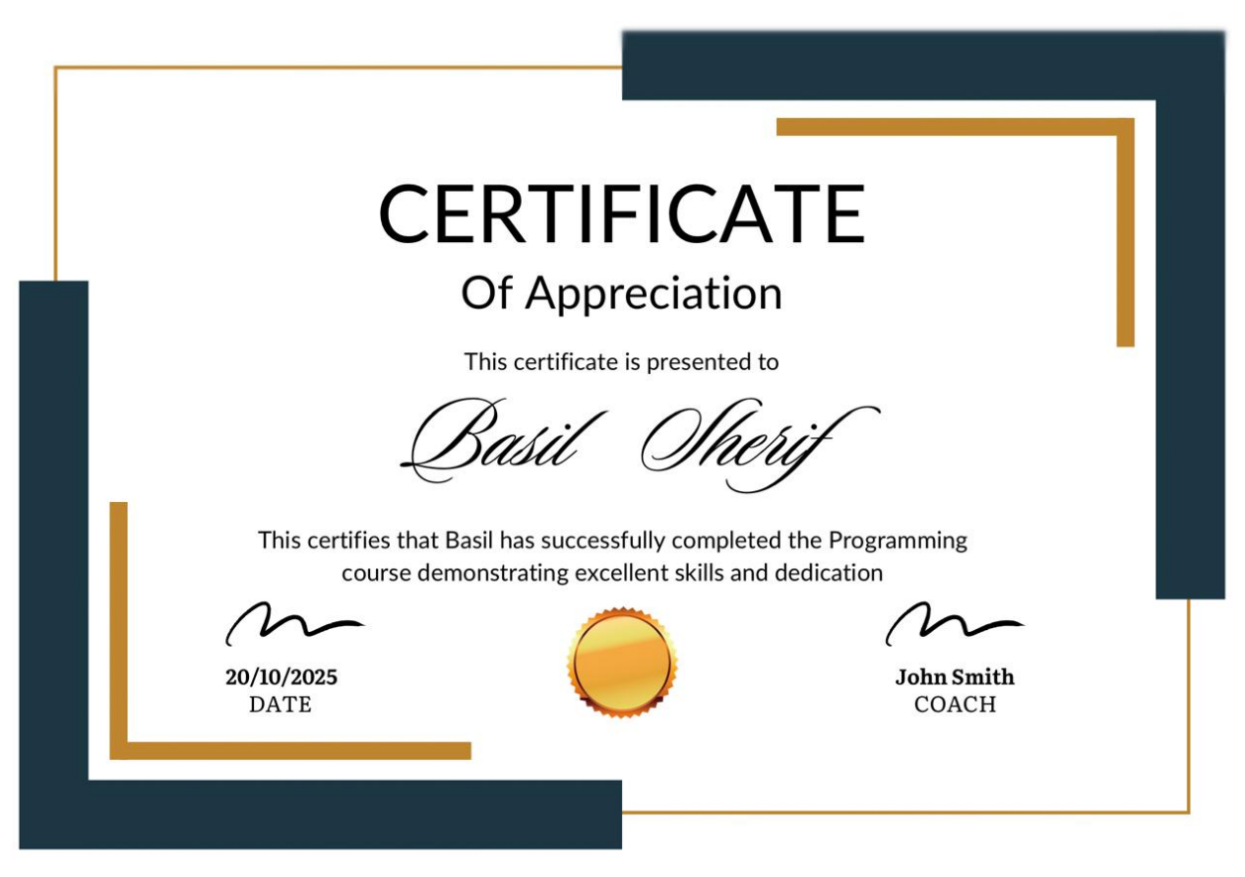 CERTIFICATE
Of Appreciation
This certificate is presented to
Basil Sherif
This certifies that Basil has successfully completed the Programming
course demonstrating excellent skills and dedication
20/10/2025
DATE
John Smith
COACH